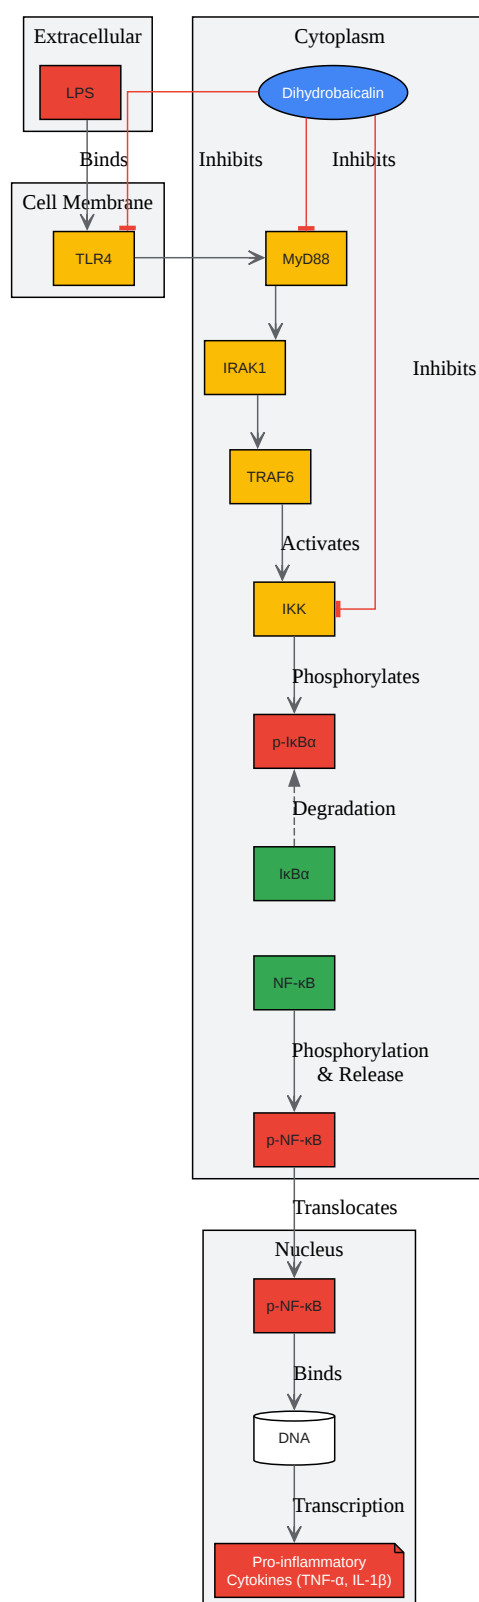 Extracellular
Cytoplasm
LPS
Dihydrobaicalin
Binds
Inhibits
Inhibits
Cell Membrane
TLR4
MyD88
IRAK1
Inhibits
TRAF6
Activates
IKK
Phosphorylates
p-IκBα
Degradation
IκBα
NF-κB
Phosphorylation
& Release
p-NF-κB
Translocates
Nucleus
p-NF-κB
Binds
DNA
Transcription
Pro-inflammatory
Cytokines (TNF-α, IL-1β)